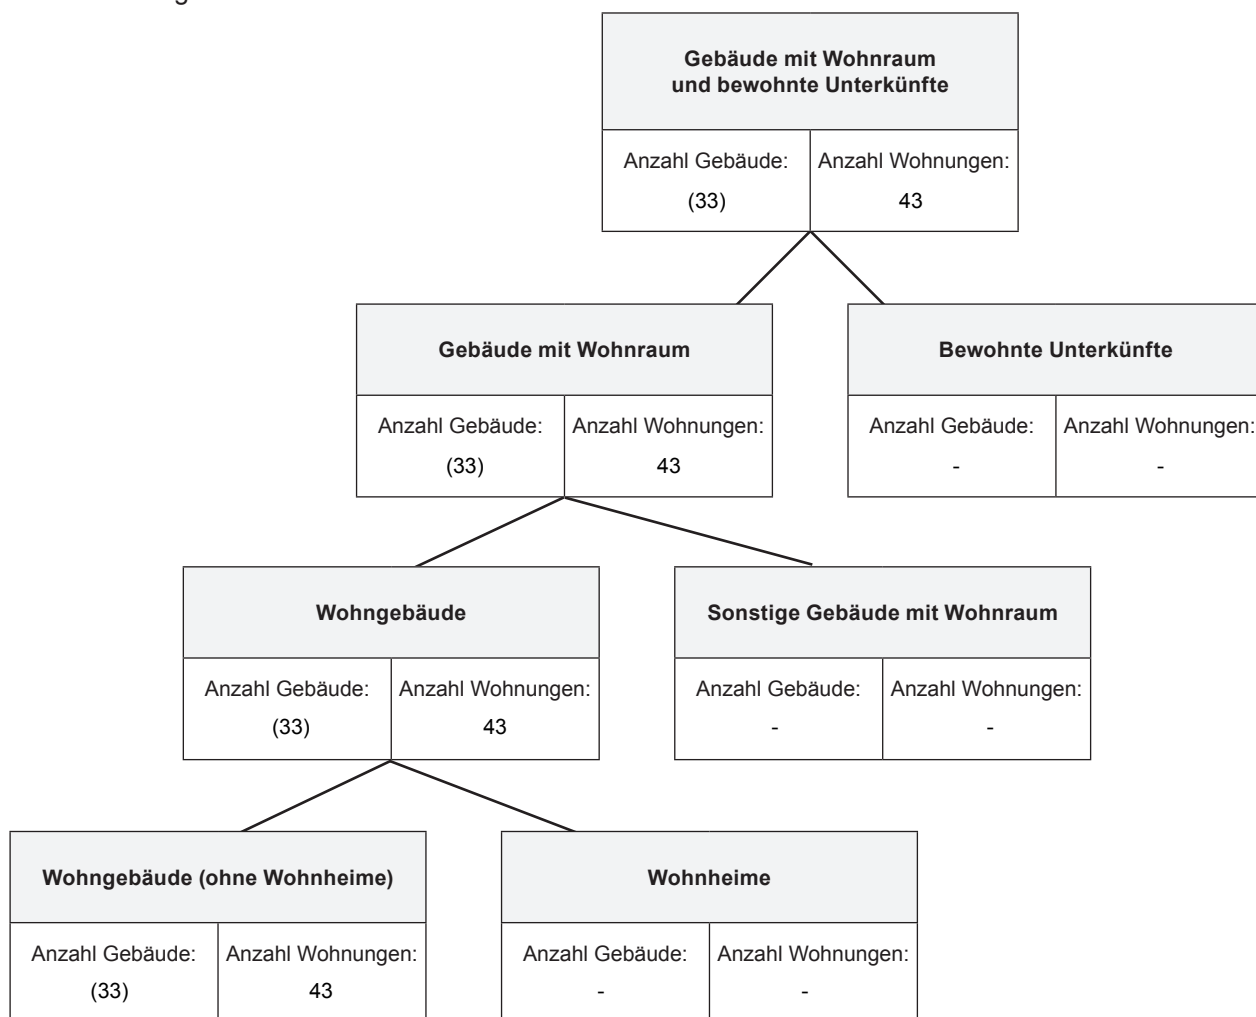 Gebäude mit Wohnraum
und bewohnte Unterkünfte
Anzahl Gebäude: Anzahl Wohnungen:
(33) 43
Gebäude mit Wohnraum
Anzahl Gebäude: Anzahl Wohnungen:
(33) 43
Bewohnte Unterkünfte
Anzahl Gebäude: Anzahl Wohnungen:
- -
Wohngebäude
Anzahl Gebäude: Anzahl Wohnungen:
(33) 43
Sonstige Gebäude mit Wohnraum
Anzahl Gebäude: Anzahl Wohnungen:
- -
Wohngebäude (ohne Wohnheime)
Anzahl Gebäude: Anzahl Wohnungen:
(33) 43
Wohnheime
Anzahl Gebäude: Anzahl Wohnungen:
- -